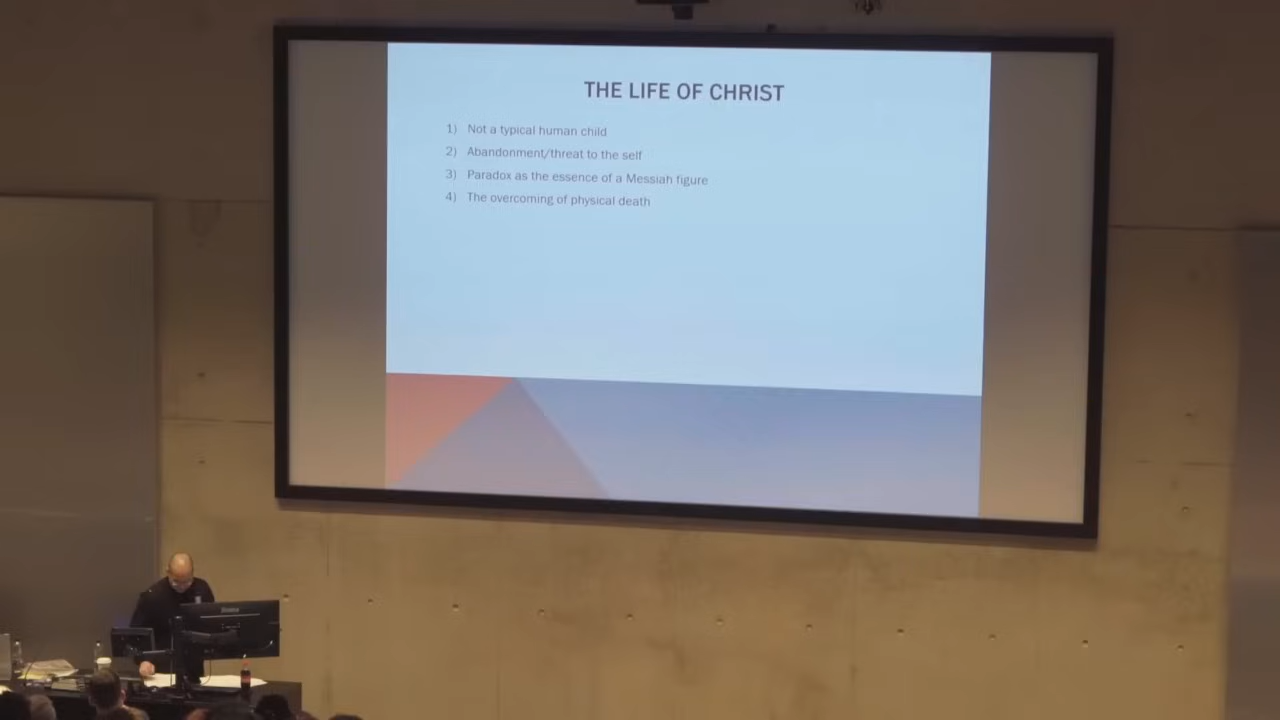 THE LIFE OF CHRIST
1) Not a typical human child
2) Abandonment/threat to the self
3) Paradox as the essence of a Messiah figure
4) The overcoming of physical death